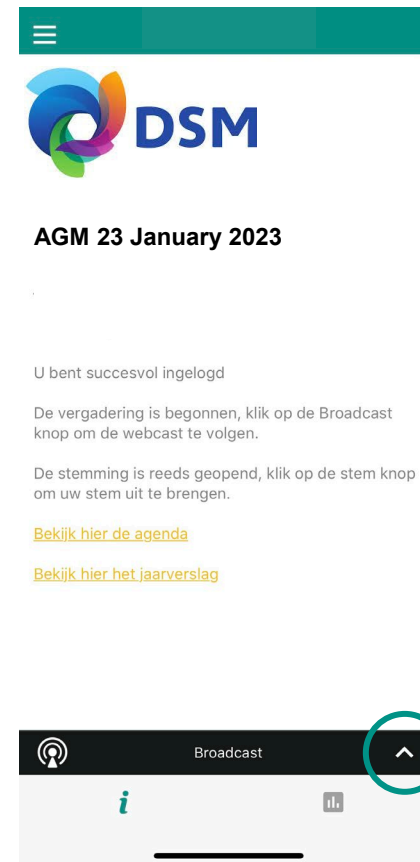 DSM
AGM 23 January 2023
U bent succesvol ingelogd
De vergadering is begonnen, klik op de Broadcast
knop om de webcast te volgen.
De stemming is reeds geopend, klik op de stem knop
om uw stem uit te brengen.
Bekijk hier de agenda
Bekijk hier het jaarverslag
Broadcast
i